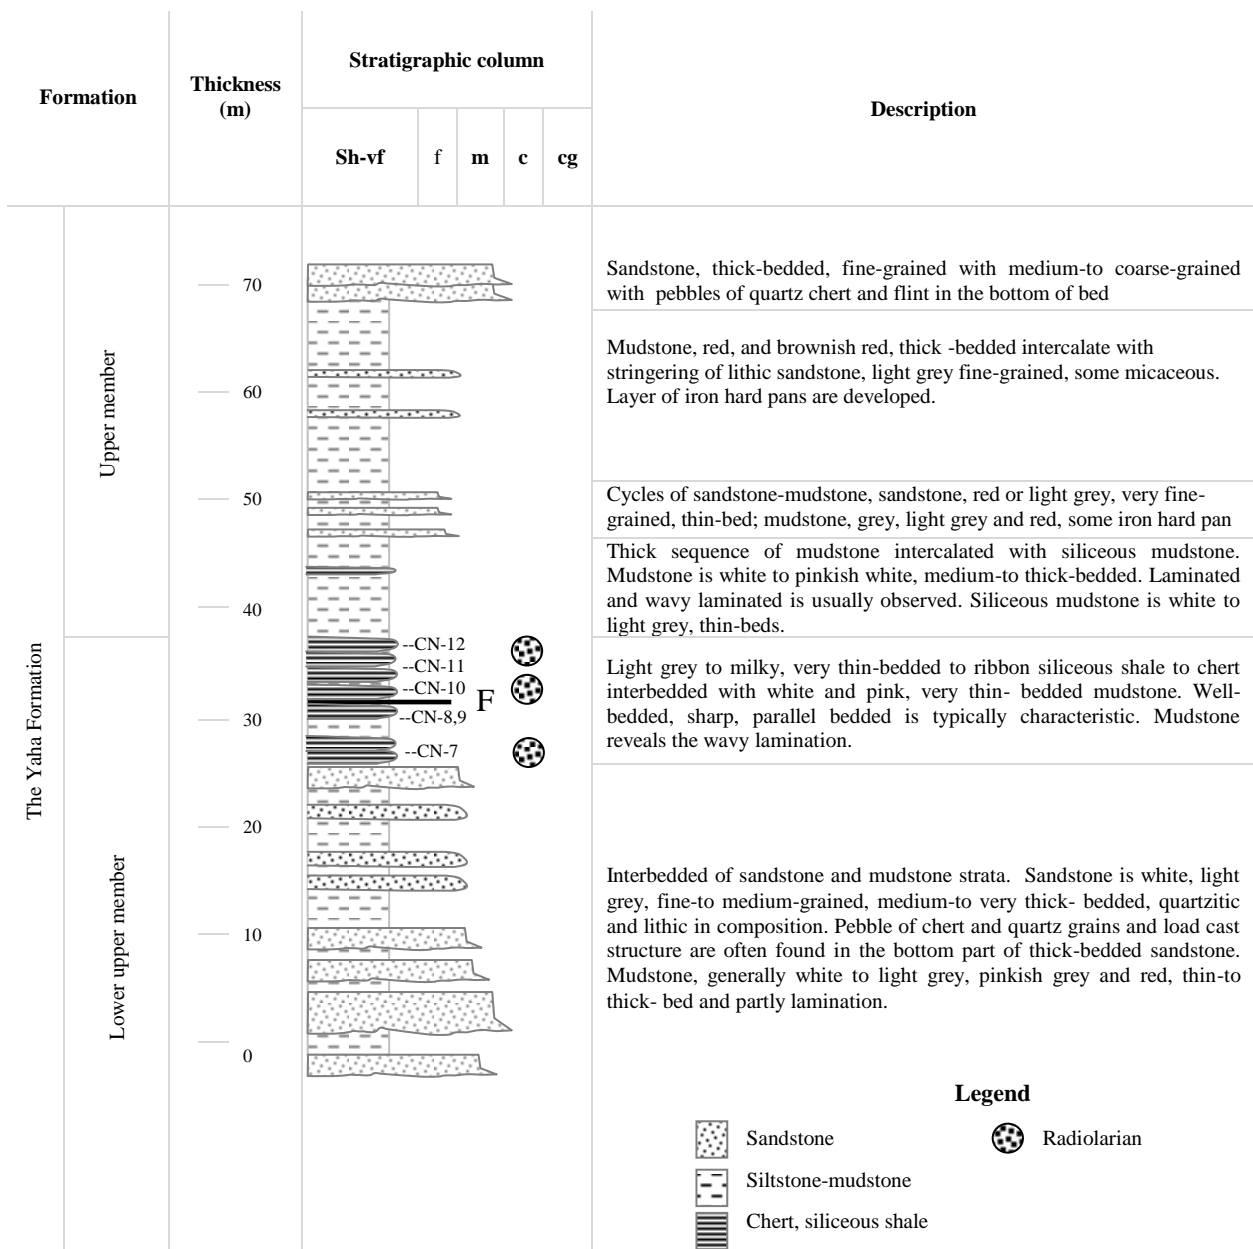 Formation
Thickness
(m)
Stratigraphic column
Description
Sh-vf f m c cg
The Yaha Formation
Upper member
Lower upper member
70
60
50
40
30
20
10
0
--CN-12
--CN-11
--CN-10
F
--CN-8,9
--CN-7
Sandstone, thick-bedded, fine-grained with medium-to coarse-grained
with pebbles of quartz chert and flint in the bottom of bed
Mudstone, red, and brownish red, thick -bedded intercalate with
stringering of lithic sandstone, light grey fine-grained, some micaceous.
Layer of iron hard pans are developed.
Cycles of sandstone-mudstone, sandstone, red or light grey, very fine-
grained, thin-bed; mudstone, grey, light grey and red, some iron hard pan
Thick sequence of mudstone intercalated with siliceous mudstone.
Mudstone is white to pinkish white, medium-to thick-bedded. Laminated
and wavy laminated is usually observed. Siliceous mudstone is white to
light grey, thin-beds.
Light grey to milky, very thin-bedded to ribbon siliceous shale to chert
interbedded with white and pink, very thin- bedded mudstone. Well-
bedded, sharp, parallel bedded is typically characteristic. Mudstone
reveals the wavy lamination.
Interbedded of sandstone and mudstone strata. Sandstone is white, light
grey, fine-to medium-grained, medium-to very thick- bedded, quartzitic
and lithic in composition. Pebble of chert and quartz grains and load cast
structure are often found in the bottom part of thick-bedded sandstone.
Mudstone, generally white to light grey, pinkish grey and red, thin-to
thick- bed and partly lamination.
Legend
Sandstone
Radiolarian
Siltstone-mudstone
Chert, siliceous shale